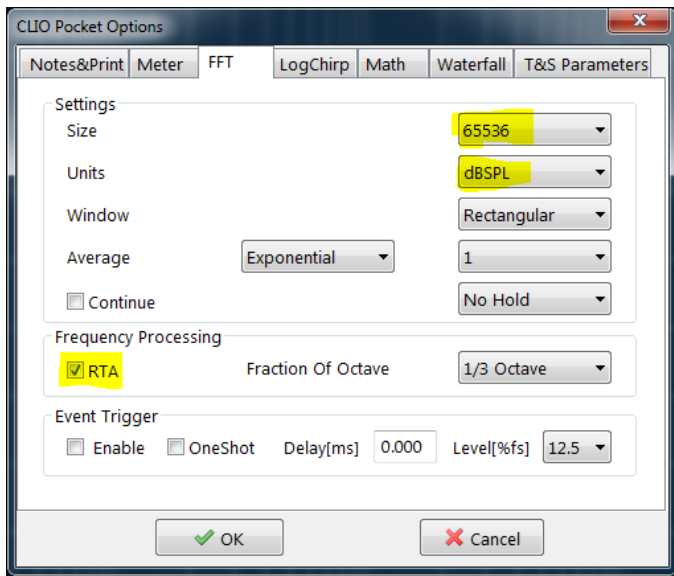 CLIO Pocket Options
Notes&Print Meter FFT LogChirp Math Waterfall T&S Parameters
Settings
Size 65536
Units dBSPL
Window Rectangular
Average Exponential 1
Continue No Hold
Frequency Processing
RTA Fraction Of Octave 1/3 Octave
Event Trigger
Enable OneShot Delay[ms] 0.000 Level[%fs] 12.5
OK Cancel